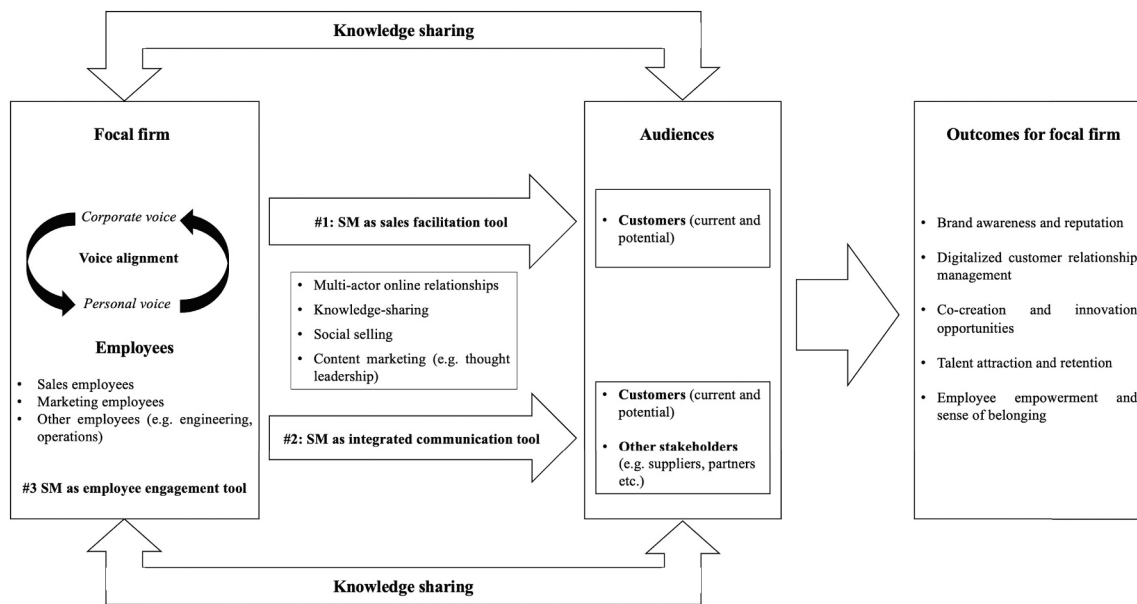 Knowledge sharing
Focal firm
Corporate voice
Voice alignment
Personal voice
Employees
• Sales employees
• Marketing employees
• Other employees (e.g. engineering,
operations)
#3 SM as employee engagement tool
#1: SM as sales facilitation tool
• Multi-actor online relationships
• Knowledge-sharing
• Social selling
• Content marketing (e.g. thought
leadership)
#2: SM as integrated communication tool
Audiences
• Customers (current and
potential)
• Customers (current and
potential)
• Other stakeholders
(e.g. suppliers, partners
etc.)
Outcomes for focal firm
• Brand awareness and reputation
• Digitalized customer relationship
management
• Co-creation and innovation
opportunities
• Talent attraction and retention
• Employee empowerment and
sense of belonging
Knowledge sharing